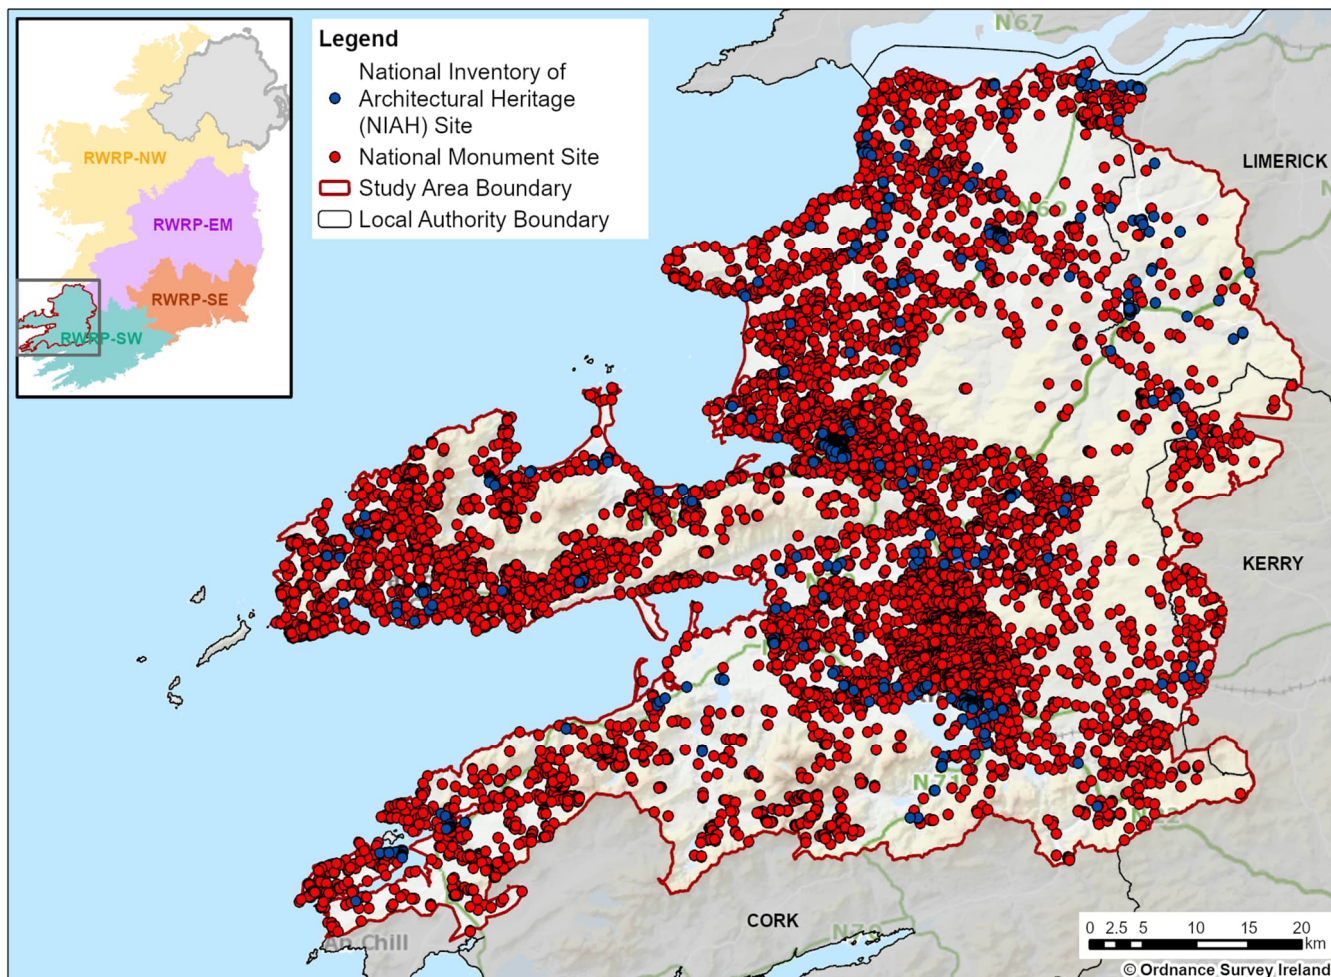 N67
Legend
National Inventory of
Architectural Heritage
(NIAH) Site
National Monument Site
Study Area Boundary
Local Authority Boundary
RWRP-NW
RWRP-EM
RWRP-SE
RWRP-SW
LIMERICK
KERRY
N71
CORK
An Chill
0 2.5 5 10 15 20
km
© Ordnance Survey Ireland